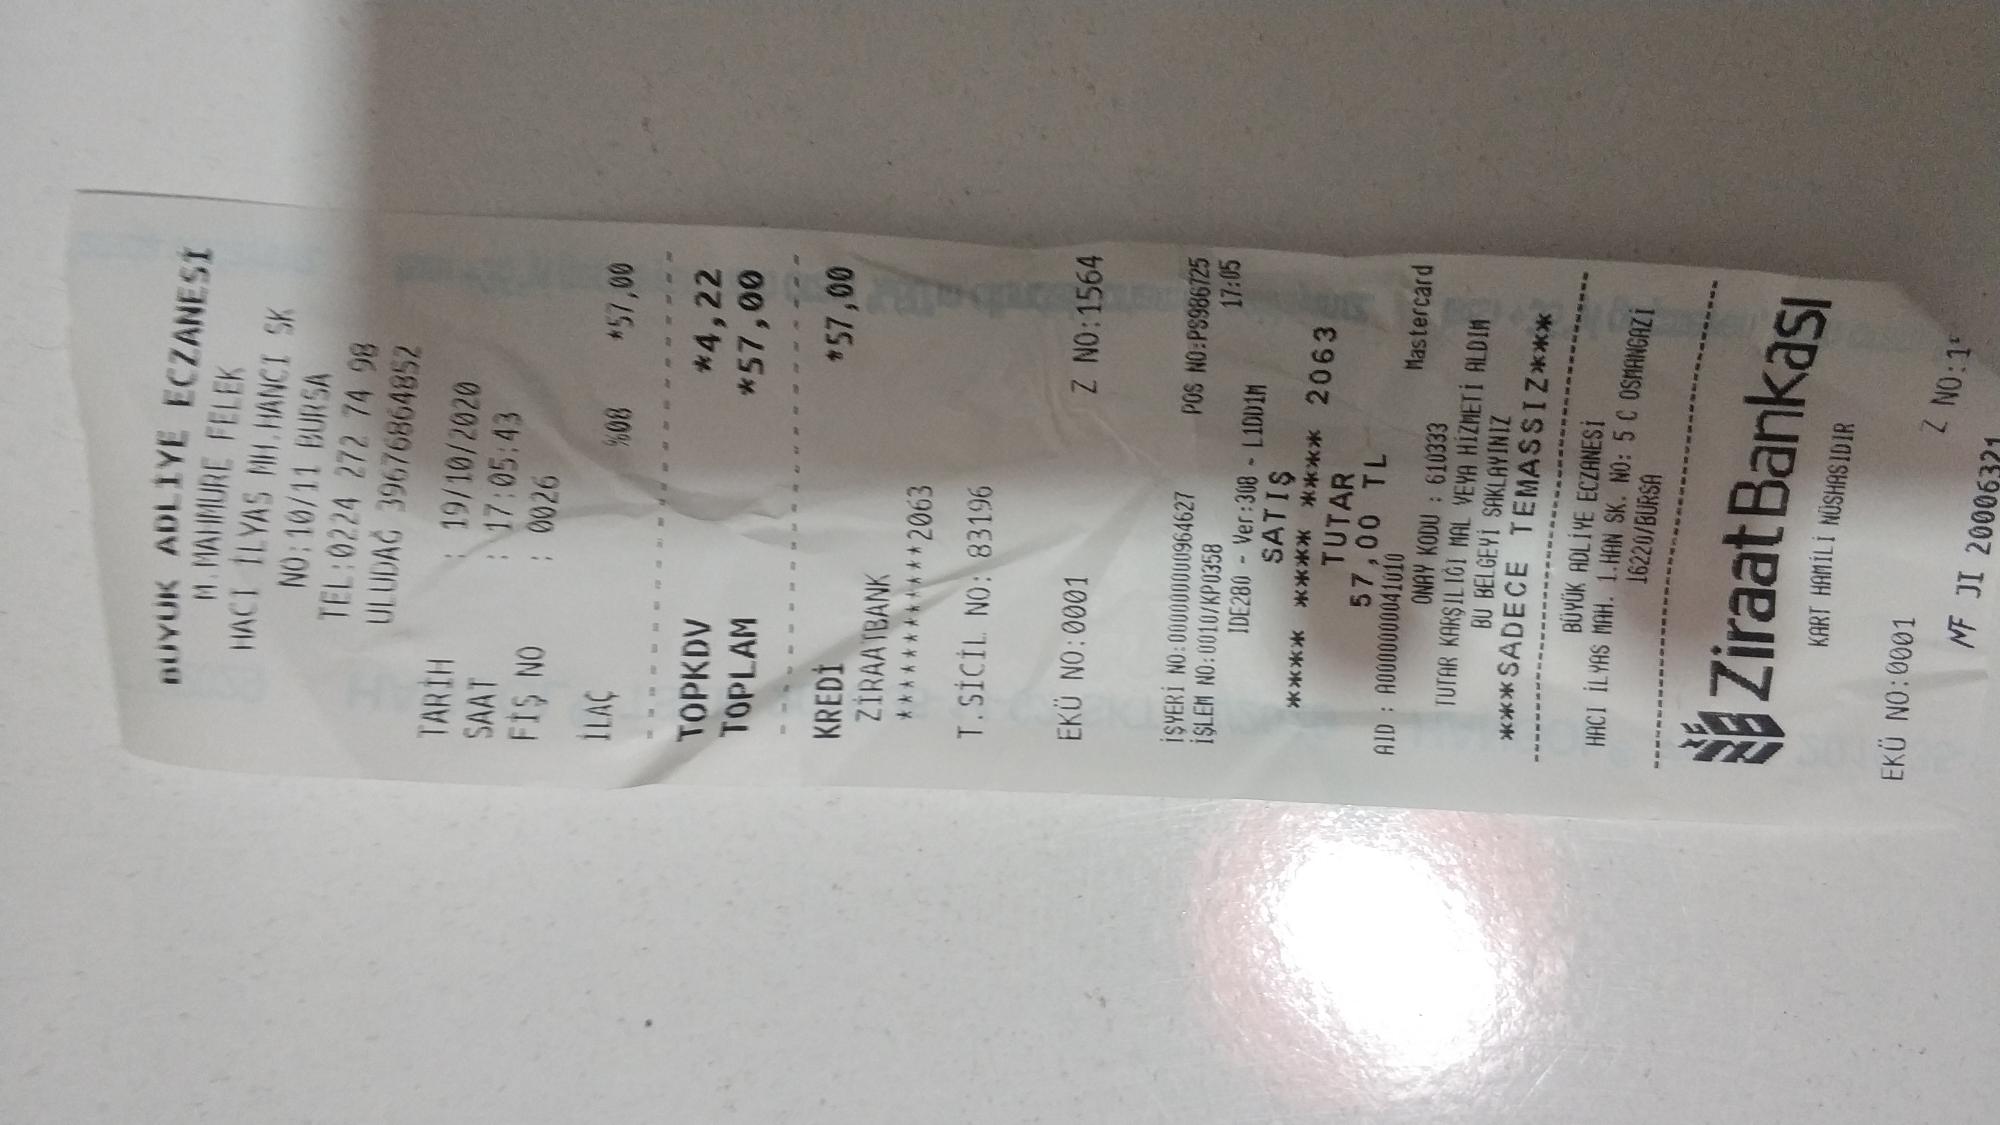 BÜYÜK ADLİYE ECZANESİ
M.MAHMURE FELEK
HACI İLYAS MH.HANCI SK
NO:10/11 BURSA
TEL:0224 272 74 98
ULUDAĞ 39676864852
TARİH : 19/10/2020
SAAT : 17:05:43
FİŞ NO : 0026
İLAÇ %08 *57,00
TOPKDV *4,22
TOPLAM *57,00
KREDİ *57,00
ZİRAATBANK
************2063
T.SİCİL NO: 83196
EKÜ NO:0001 Z NO:1564
İŞYERİ NO:000000000964627 POS NO:PS986725
İŞLEM NO:0010/KP0358 17:05
IDE280 - Ver:308 - L1DD1M
SATIŞ
**** **** **** 2063
TUTAR
57,00 TL
AID : A0000000041010 Mastercard
ONAY KODU : 610333
TUTAR KARŞILIĞI MAL VEYA HİZMETİ ALDIM
BU BELGEYİ SAKLAYINIZ
***SADECE TEMASSIZ***
BÜYÜK ADLİYE ECZANESİ
HACI İLYAS MAH. 1.HAN SK. NO: 5 C OSMANGAZİ
16220/BURSA
ZiraatBankası
KART HAMİLİ NÜSHASIDIR
EKÜ NO:0001 Z NO:1
MF JI 20006321